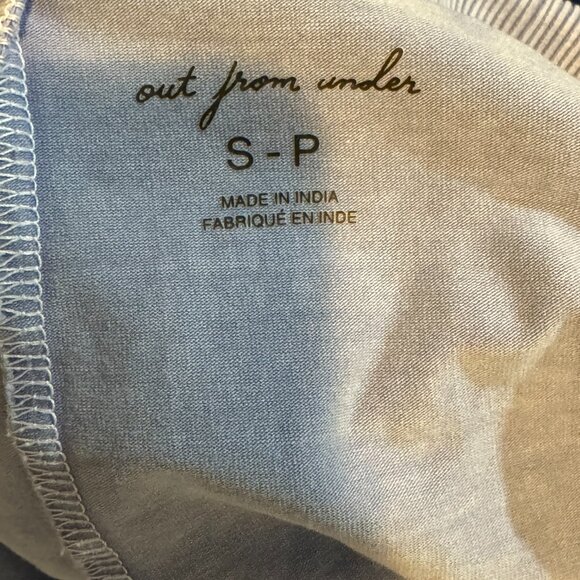 out from under
S - P
MADE IN INDIA
FABRIQUÉ EN INDE